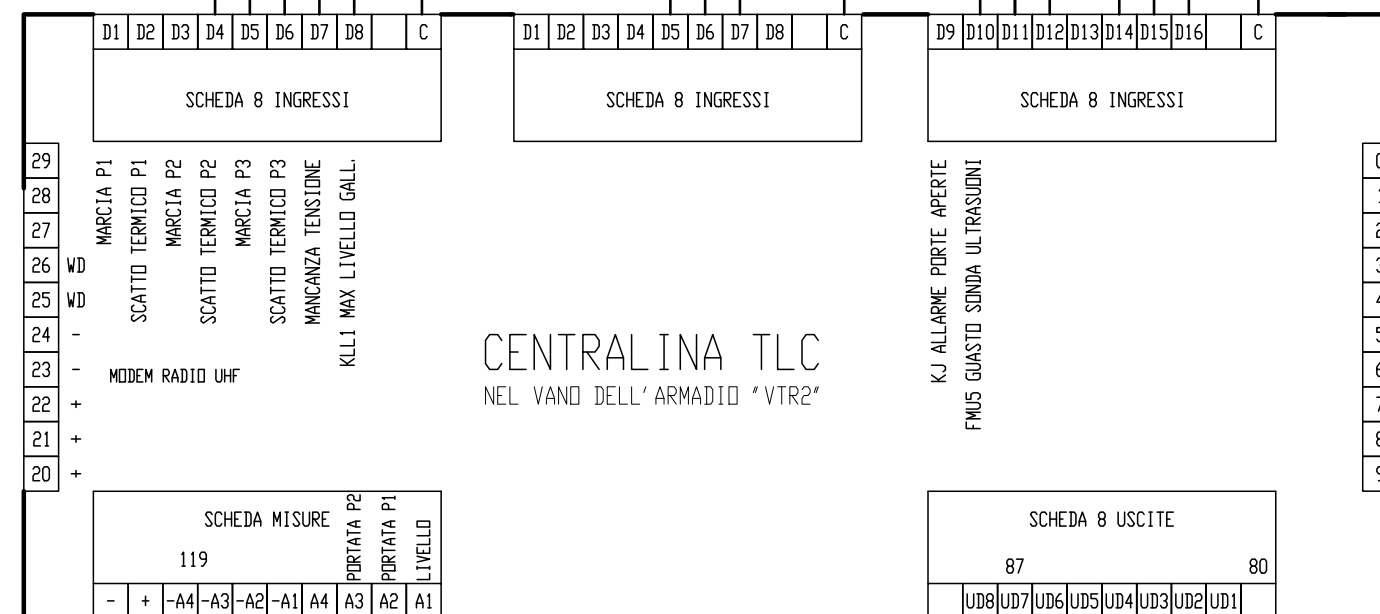 D1 D2 D3 D4 D5 D6 D7 D8 C
D1 D2 D3 D4 D5 D6 D7 D8 C
D9 D10 D11 D12 D13 D14 D15 D16 C
SCHEDA 8 INGRESSI
SCHEDA 8 INGRESSI
SCHEDA 8 INGRESSI
29
28
27
26 WD
25 WD
24 -
23 -
22 +
21 +
20 +
MARCIA P1
SCATTO TERMICO P1
MARCIA P2
SCATTO TERMICO P2
MARCIA P3
SCATTO TERMICO P3
MANCANZA TENSIONE
KLL1 MAX LIVELLO GALL.
MODEM RADIO UHF
CENTRALINA TLC
NEL VANO DELL'ARMADIO "VTR2"
KJ ALLARME PORTE APERTE
FMU5 GUASTO SONDA ULTRASUONI
SCHEDA MISURE
119
PORTATA P2
PORTATA P1
LIVELLO
- + -A4 -A3 -A2 -A1 A4 A3 A2 A1
SCHEDA 8 USCITE
87 80
UD8 UD7 UD6 UD5 UD4 UD3 UD2 UD1